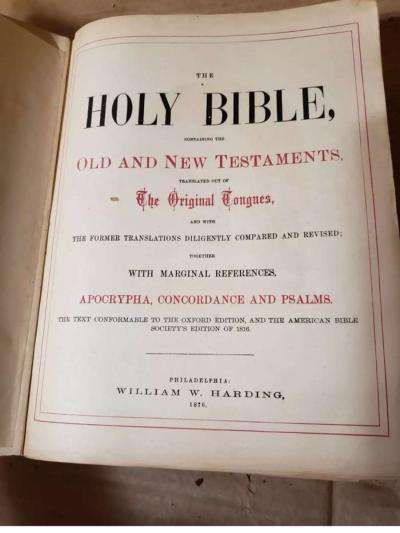 THE
HOLY BIBLE,
CONTAINING THE
OLD AND NEW TESTAMENTS.
TRANSLATED OUT OF
The Original Tongues,
AND WITH
THE FORMER TRANSLATIONS DILIGENTLY COMPARED AND REVISED;
TOGETHER
WITH MARGINAL REFERENCES,
APOCRYPHA, CONCORDANCE AND PSALMS.
THE TEXT CONFORMABLE TO THE OXFORD EDITION, AND THE AMERICAN BIBLE
SOCIETY'S EDITION OF 1816.
PHILADELPHIA:
WILLIAM W. HARDING,
1876.